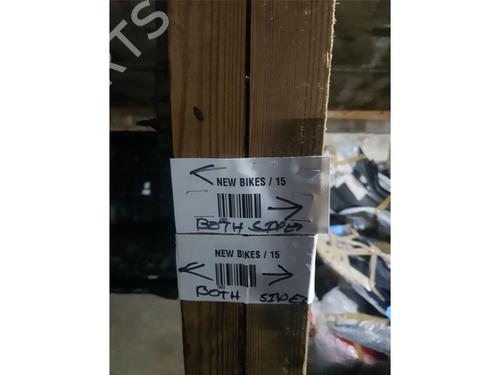 NEW BIKES / 15
BOTH SIDES
NEW BIKES / 15
BOTH SIDES